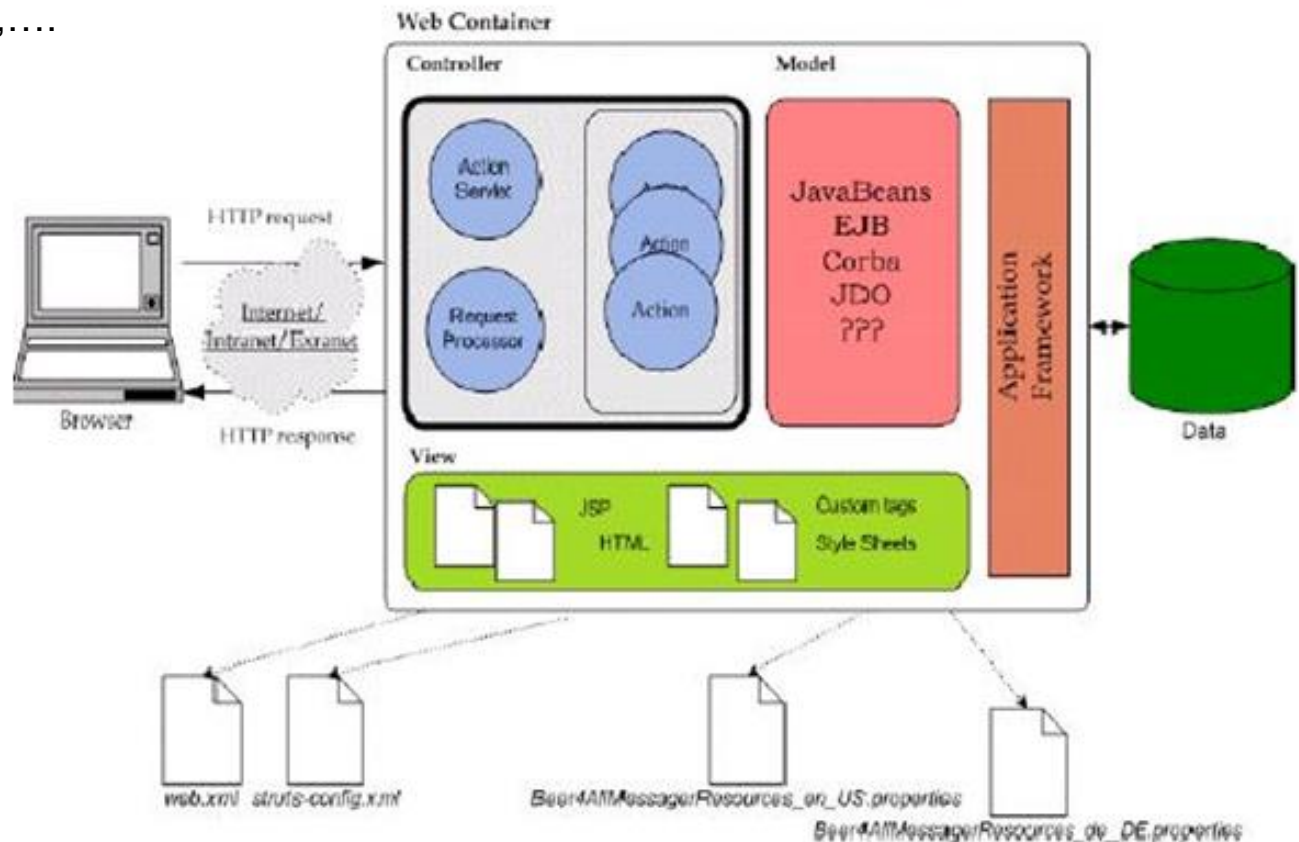 ,....
Web Container
Controller
Model
Action
Servlet
Action
Action
Action
Request
Processor
JavaBeans
EJB
Corba
JDO
???
Application
Framework
HTTP request
Internet/
Intranet/Exranet
HTTP response
Browser
Data
View
JSP
HTML
Custom tags
Style Sheets
web.xml
struts-config.xml
Beer4AllMessagerResources_en_US.properties
Beer4AllMessagerResources_de_DE.properties